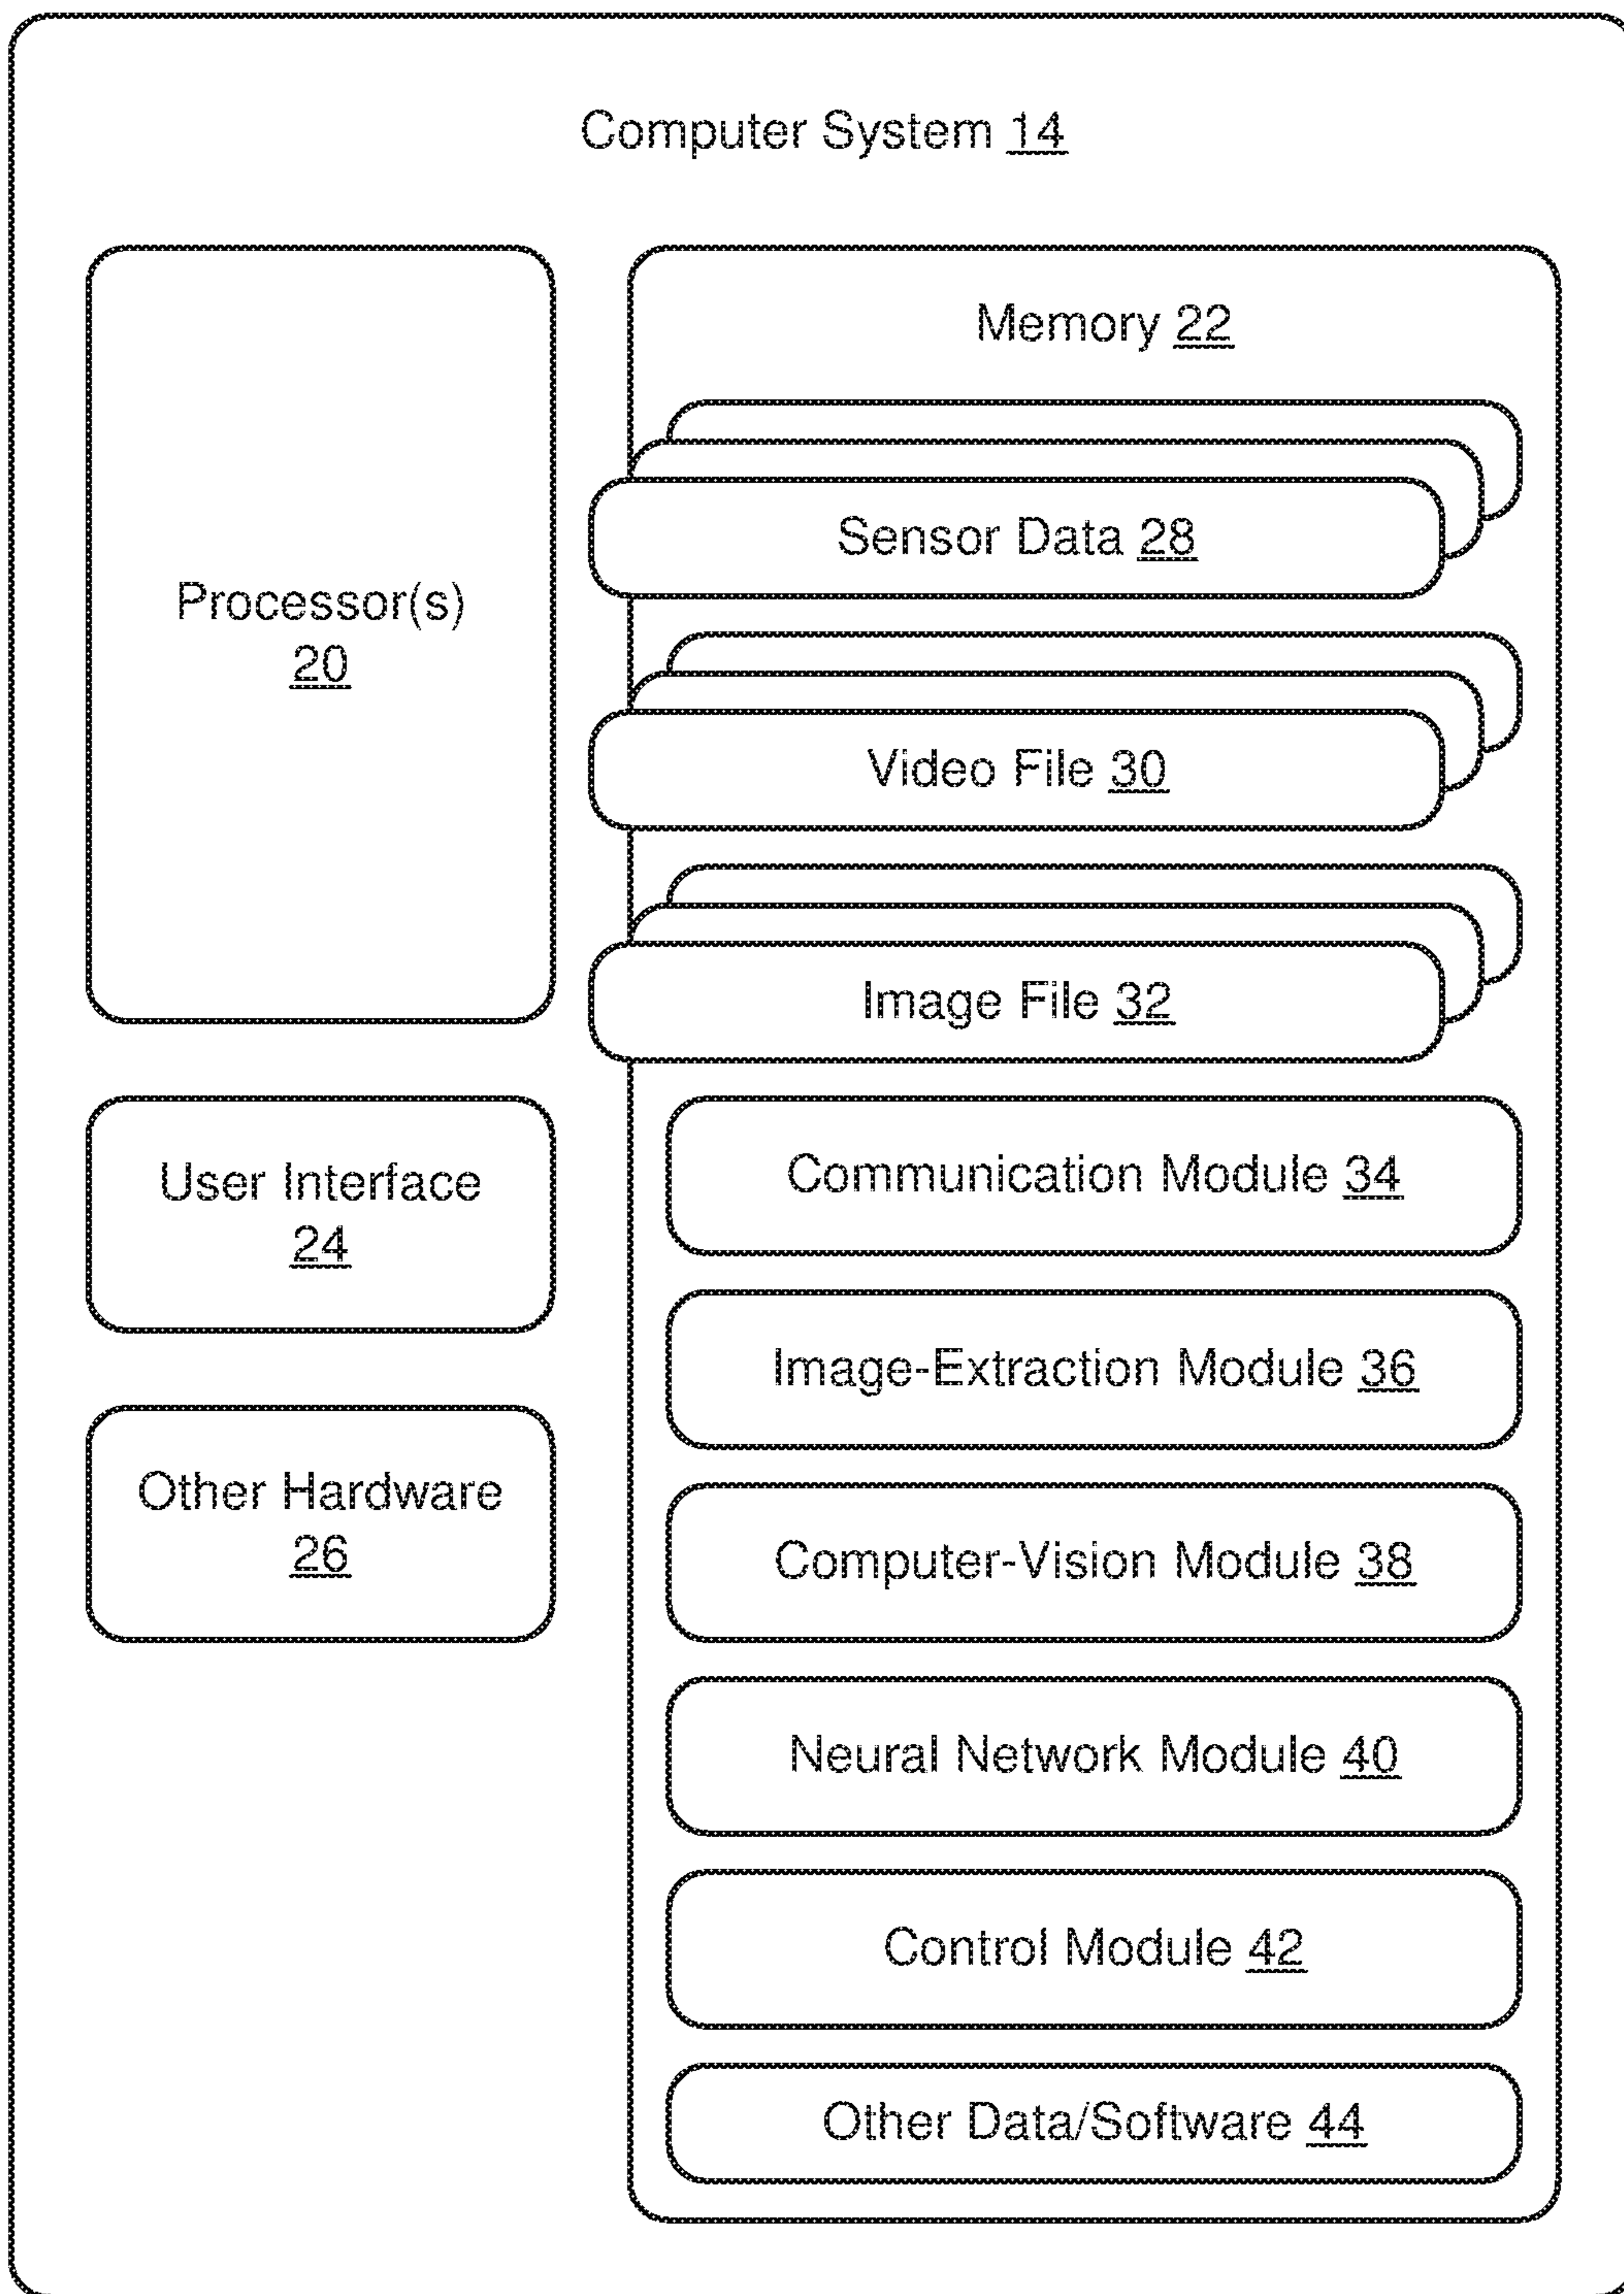 Computer System 14
Processor(s)
20
User Interface
24
Other Hardware
26
Memory 22
Sensor Data 28
Video File 30
Image File 32
Communication Module 34
Image-Extraction Module 36
Computer-Vision Module 38
Neural Network Module 40
Control Module 42
Other Data/Software 44